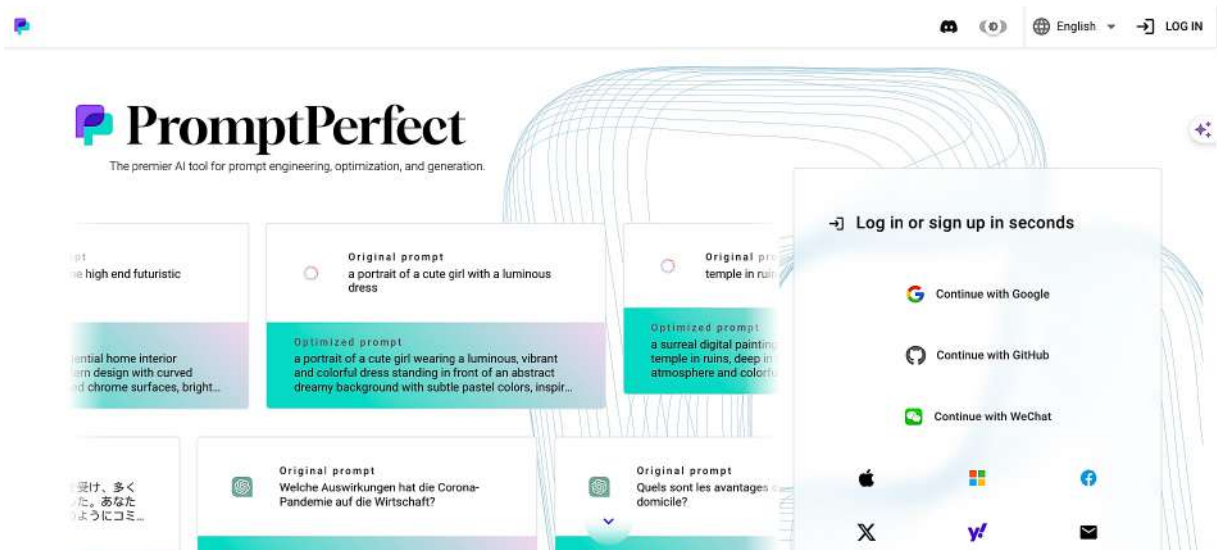 English
LOG IN
PromptPerfect
The premier AI tool for prompt engineering, optimization, and generation.
high end futuristic
home interior
design with curved
chrome surfaces, bright...
Original prompt
a portrait of a cute girl with a luminous
dress
Optimized prompt
a portrait of a cute girl wearing a luminous, vibrant
and colorful dress standing in front of an abstract
dreamy background with subtle pastel colors, inspir...
Original
temple in
Optimized prompt
a surreal digital painting
temple in ruins, deep in
atmosphere and
受け、多く
た。あなた
ようにコミ...
Original prompt
Welche Auswirkungen hat die Corona-
Pandemie auf die Wirtschaft?
Original prompt
Quels sont les avantages
domicile?
Log in or sign up in seconds
Continue with Google
Continue with GitHub
Continue with WeChat